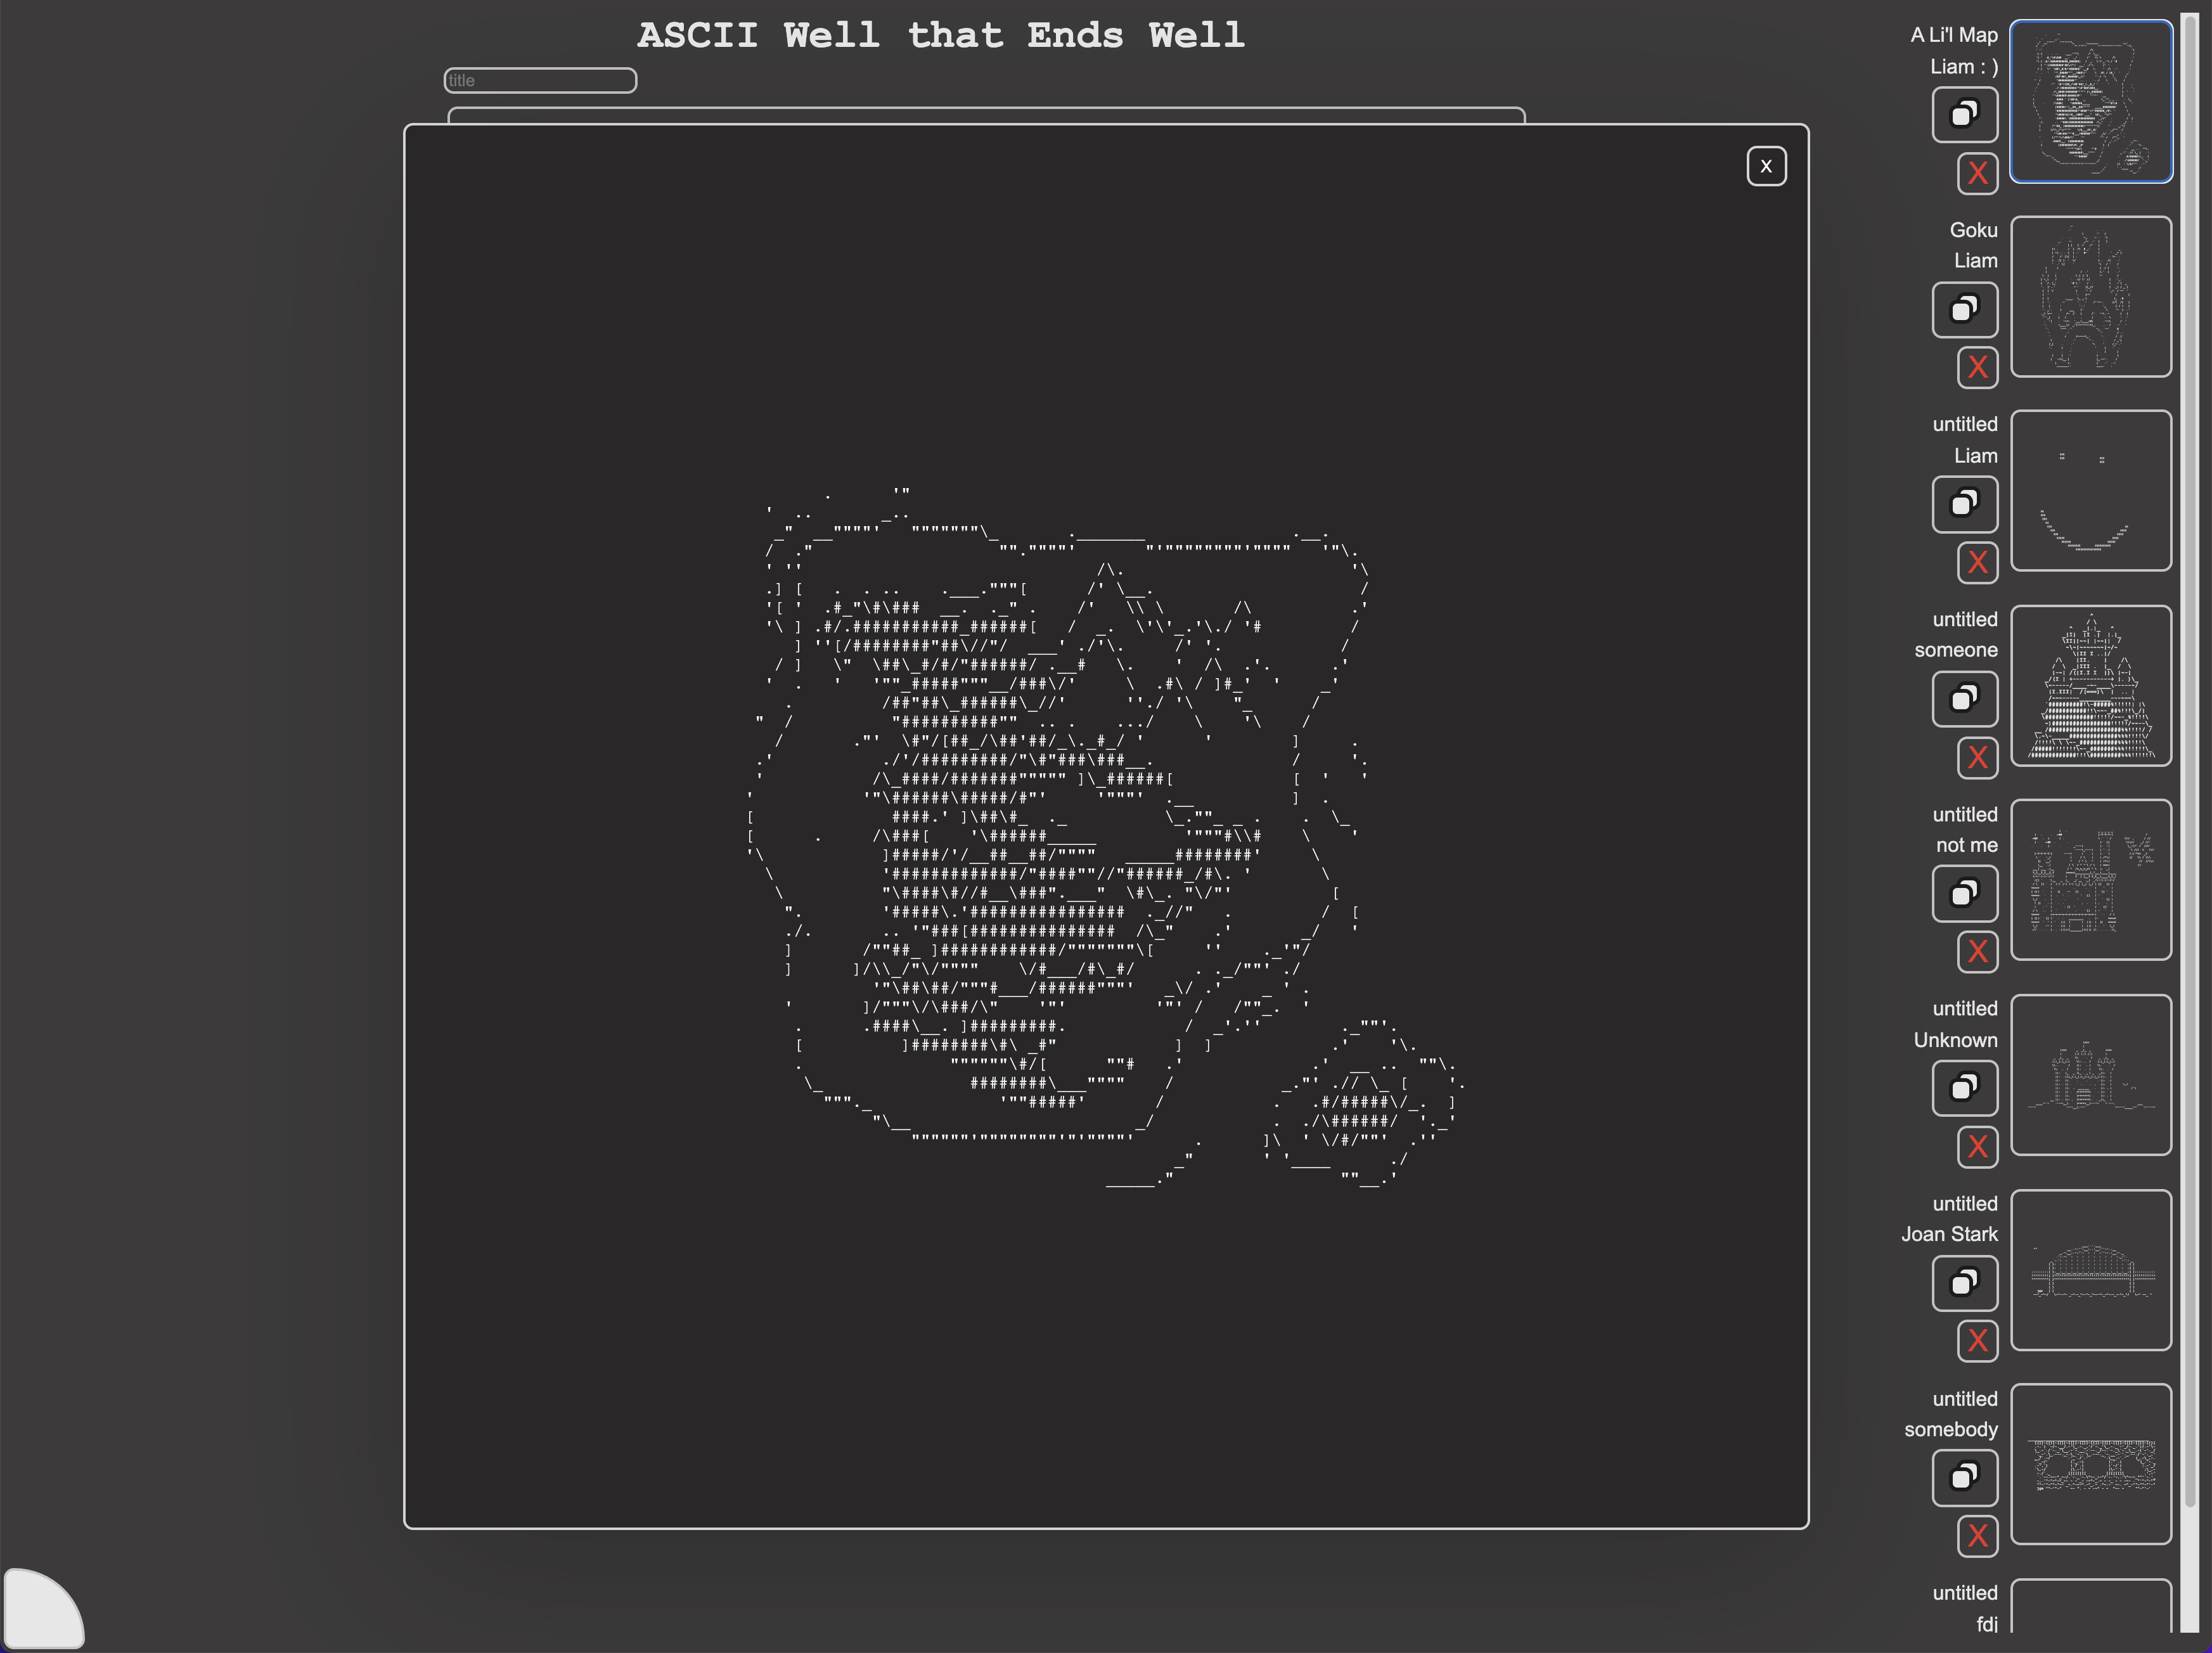 ASCII Well that Ends Well
title
x
A Li'l Map
Liam : )
X
Goku
Liam
X
untitled
Liam
X
untitled
someone
X
untitled
not me
X
untitled
Unknown
X
untitled
Joan Stark
X
untitled
somebody
X
untitled